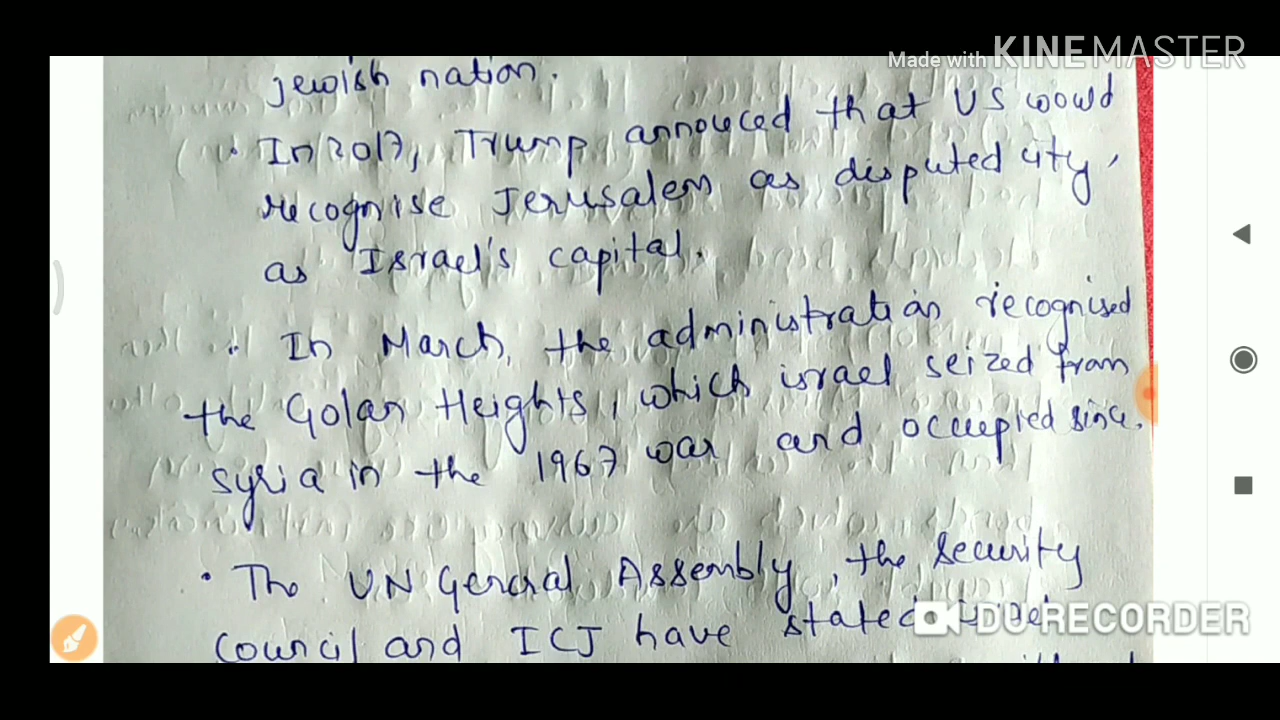 Made with KINEMASTER
jewish nation.
• In 2017, Trump annouced that US would
recognise Jerusalem as disputed city,
as Israel's capital.
• In March, the administration recognised
the Golan Heights, which israel seized from
syria in the 1967 war and occupied since.
• The UN General Assembly, the security
council and ICJ have stated
DU RECORDER